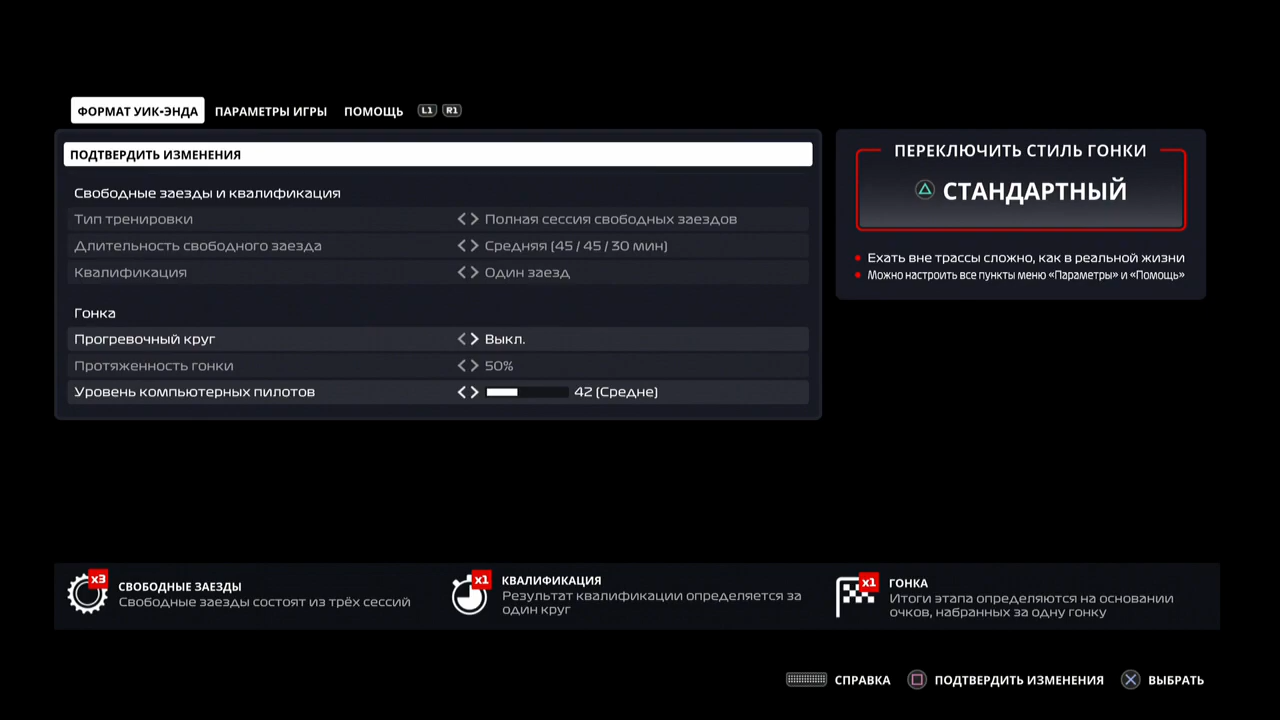 ФОРМАТ УИК-ЭНДА ПАРАМЕТРЫ ИГРЫ ПОМОЩЬ L1 R1
ПОДТВЕРДИТЬ ИЗМЕНЕНИЯ
Свободные заезды и квалификация
Тип тренировки Полная сессия свободных заездов
Длительность свободного заезда Средняя (45 / 45 / 30 мин)
Квалификация Один заезд
Гонка
Прогревочный круг Выкл.
Протяженность гонки 50%
Уровень компьютерных пилотов 42 (Средне)
ПЕРЕКЛЮЧИТЬ СТИЛЬ ГОНКИ
СТАНДАРТНЫЙ
Ехать вне трассы сложно, как в реальной жизни
Можно настроить все пункты меню «Параметры» и «Помощь»
x3
СВОБОДНЫЕ ЗАЕЗДЫ
Свободные заезды состоят из трёх сессий
x1
КВАЛИФИКАЦИЯ
Результат квалификации определяется за
один круг
x1
ГОНКА
Итоги этапа определяются на основании
очков, набранных за одну гонку
СПРАВКА ПОДТВЕРДИТЬ ИЗМЕНЕНИЯ ВЫБРАТЬ